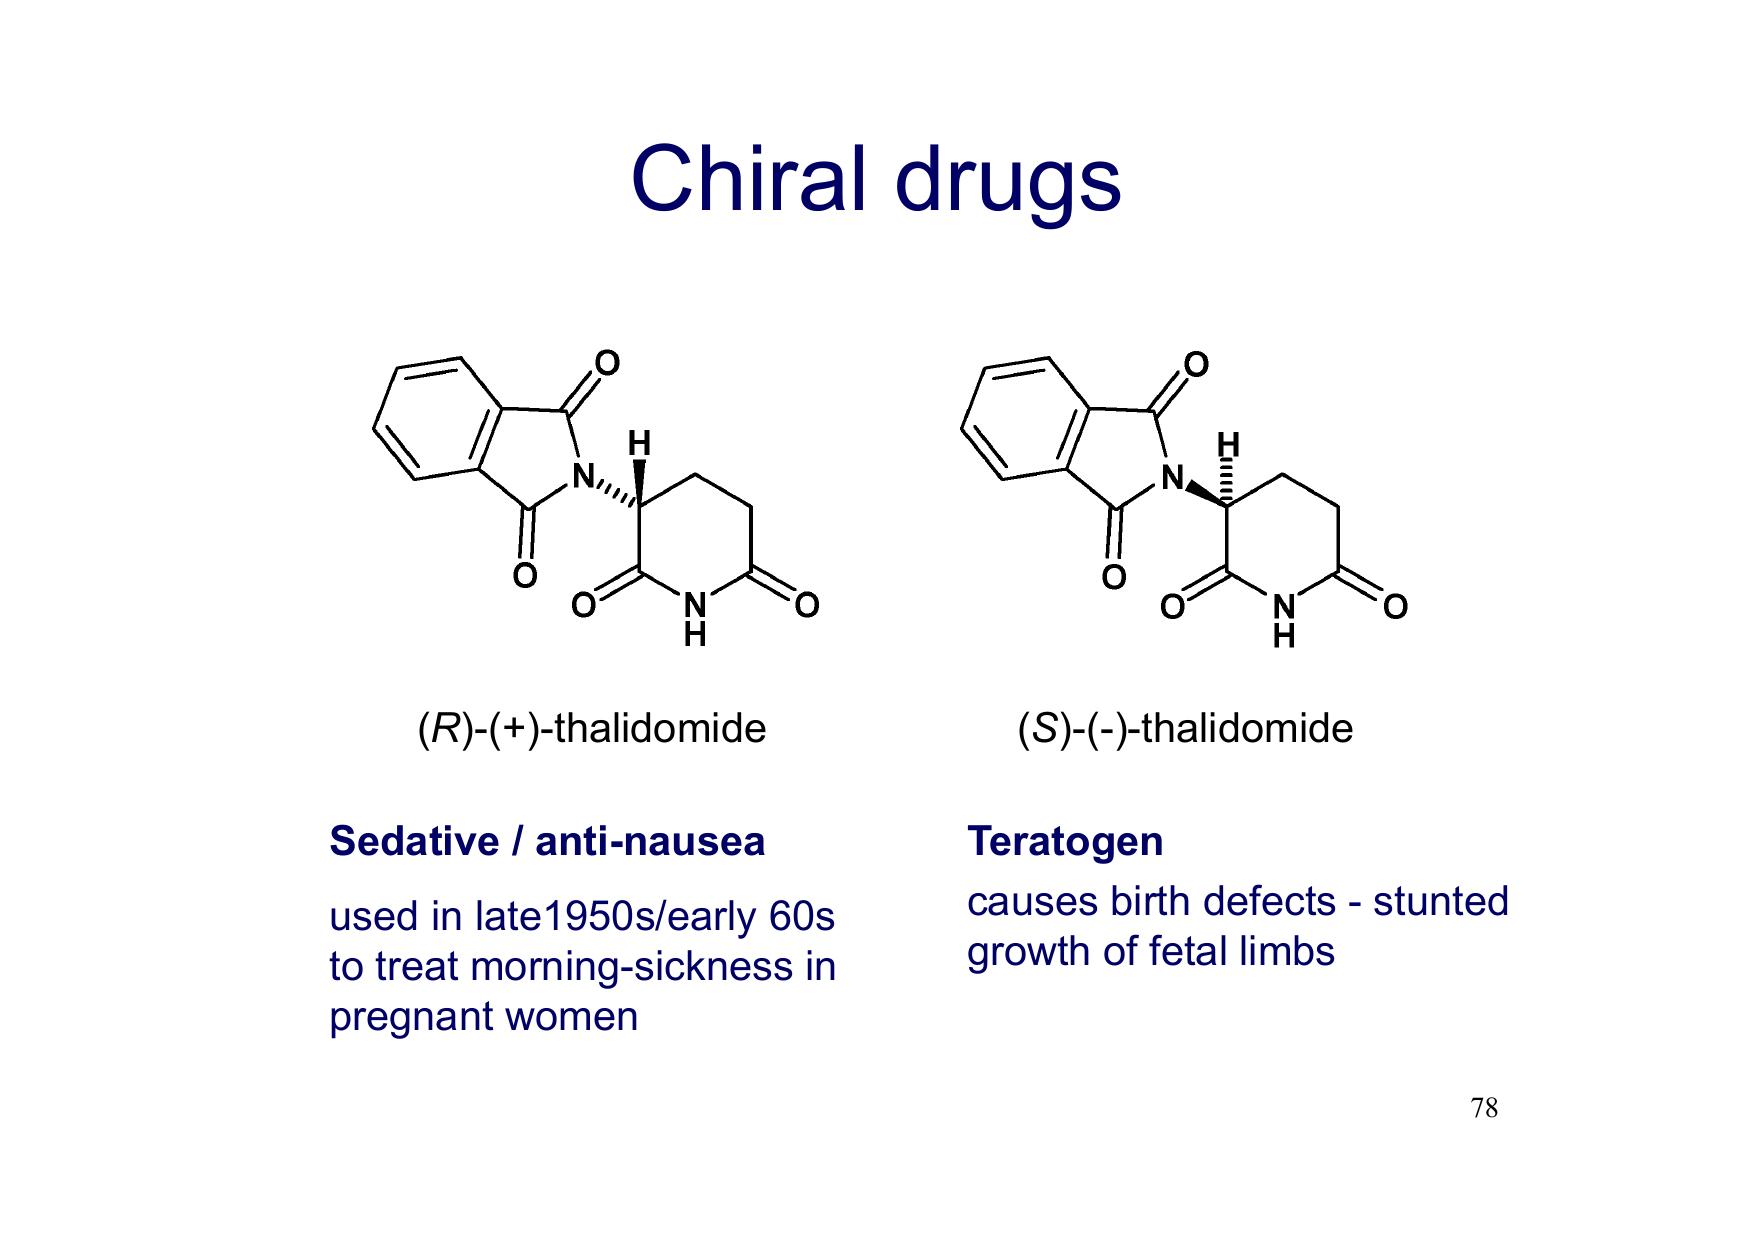 Chiral drugs
O
H
N
O
O
N
H
O
O
H
N
O
O
N
H
O
(R)-(+)-thalidomide
(S)-(-)-thalidomide
Sedative / anti-nausea
used in late1950s/early 60s
to treat morning-sickness in
pregnant women
Teratogen
causes birth defects - stunted
growth of fetal limbs
78